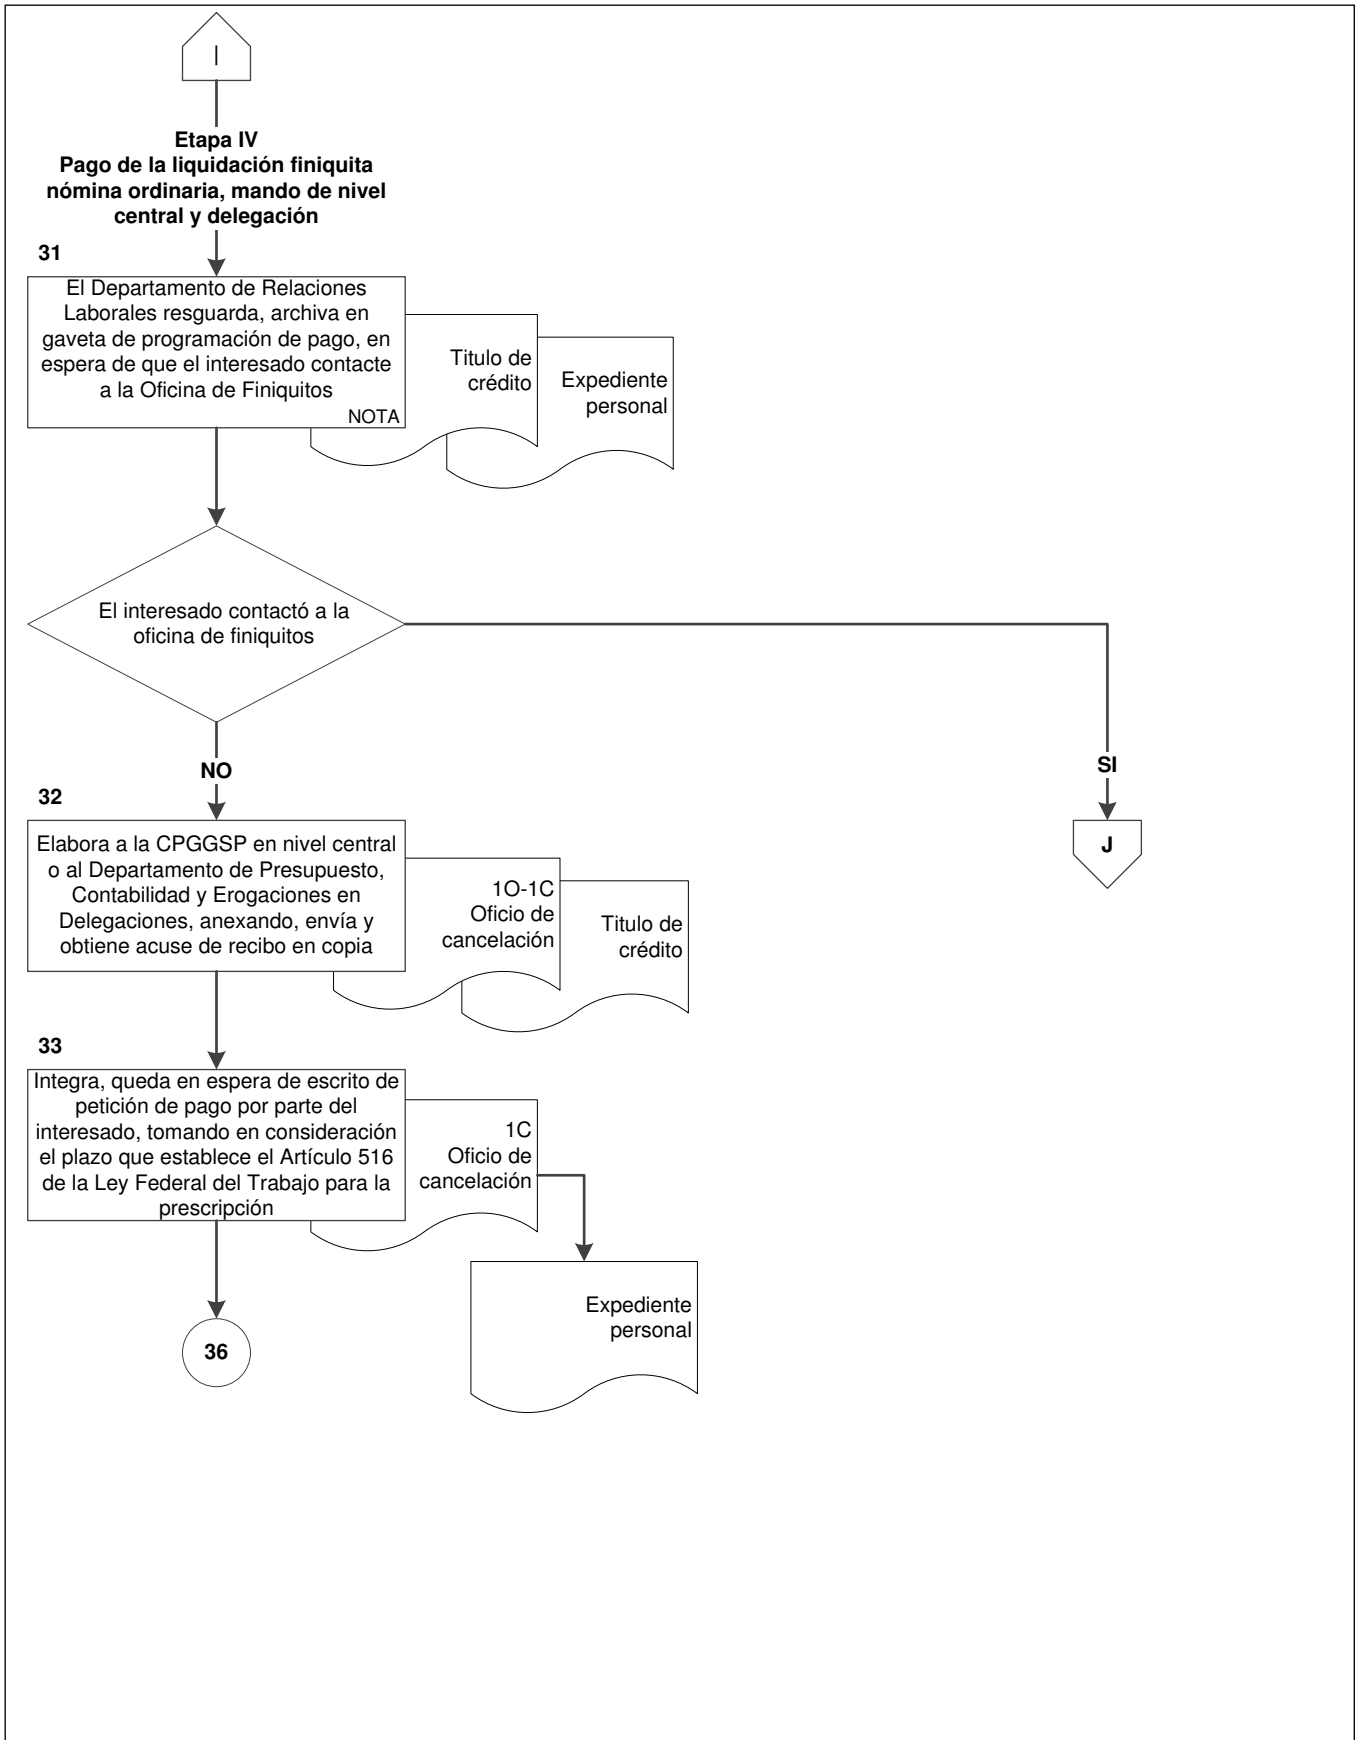 I
Etapa IV
Pago de la liquidación finiquita
nómina ordinaria, mando de nivel
central y delegación
31
El Departamento de Relaciones
Laborales resguarda, archiva en
gaveta de programación de pago, en
espera de que el interesado contacte
a la Oficina de Finiquitos
NOTA
Titulo de
crédito
Expediente
personal
El interesado contactó a la
oficina de finiquitos
NO
SI
J
32
Elabora a la CPGGSP en nivel central
o al Departamento de Presupuesto,
Contabilidad y Erogaciones en
Delegaciones, anexando, envía y
obtiene acuse de recibo en copia
1O-1C
Oficio de
cancelación
Titulo de
crédito
33
Integra, queda en espera de escrito de
petición de pago por parte del
interesado, tomando en consideración
el plazo que establece el Artículo 516
de la Ley Federal del Trabajo para la
prescripción
1C
Oficio de
cancelación
Expediente
personal
36